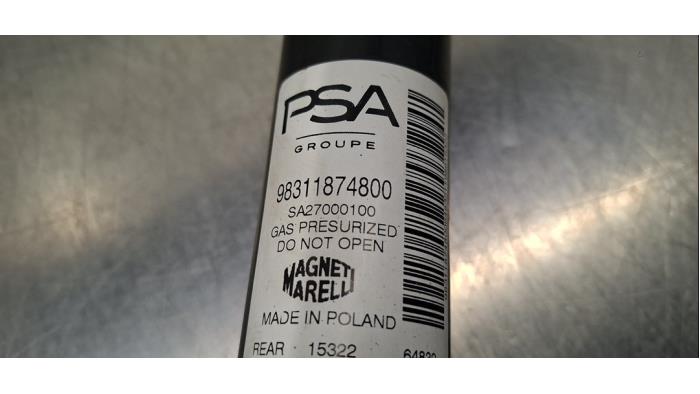 PSA
GROUPE
98311874800
SA27000100
GAS PRESURIZED
DO NOT OPEN
MAGNETI
MARELLI
MADE IN POLAND
REAR 15322